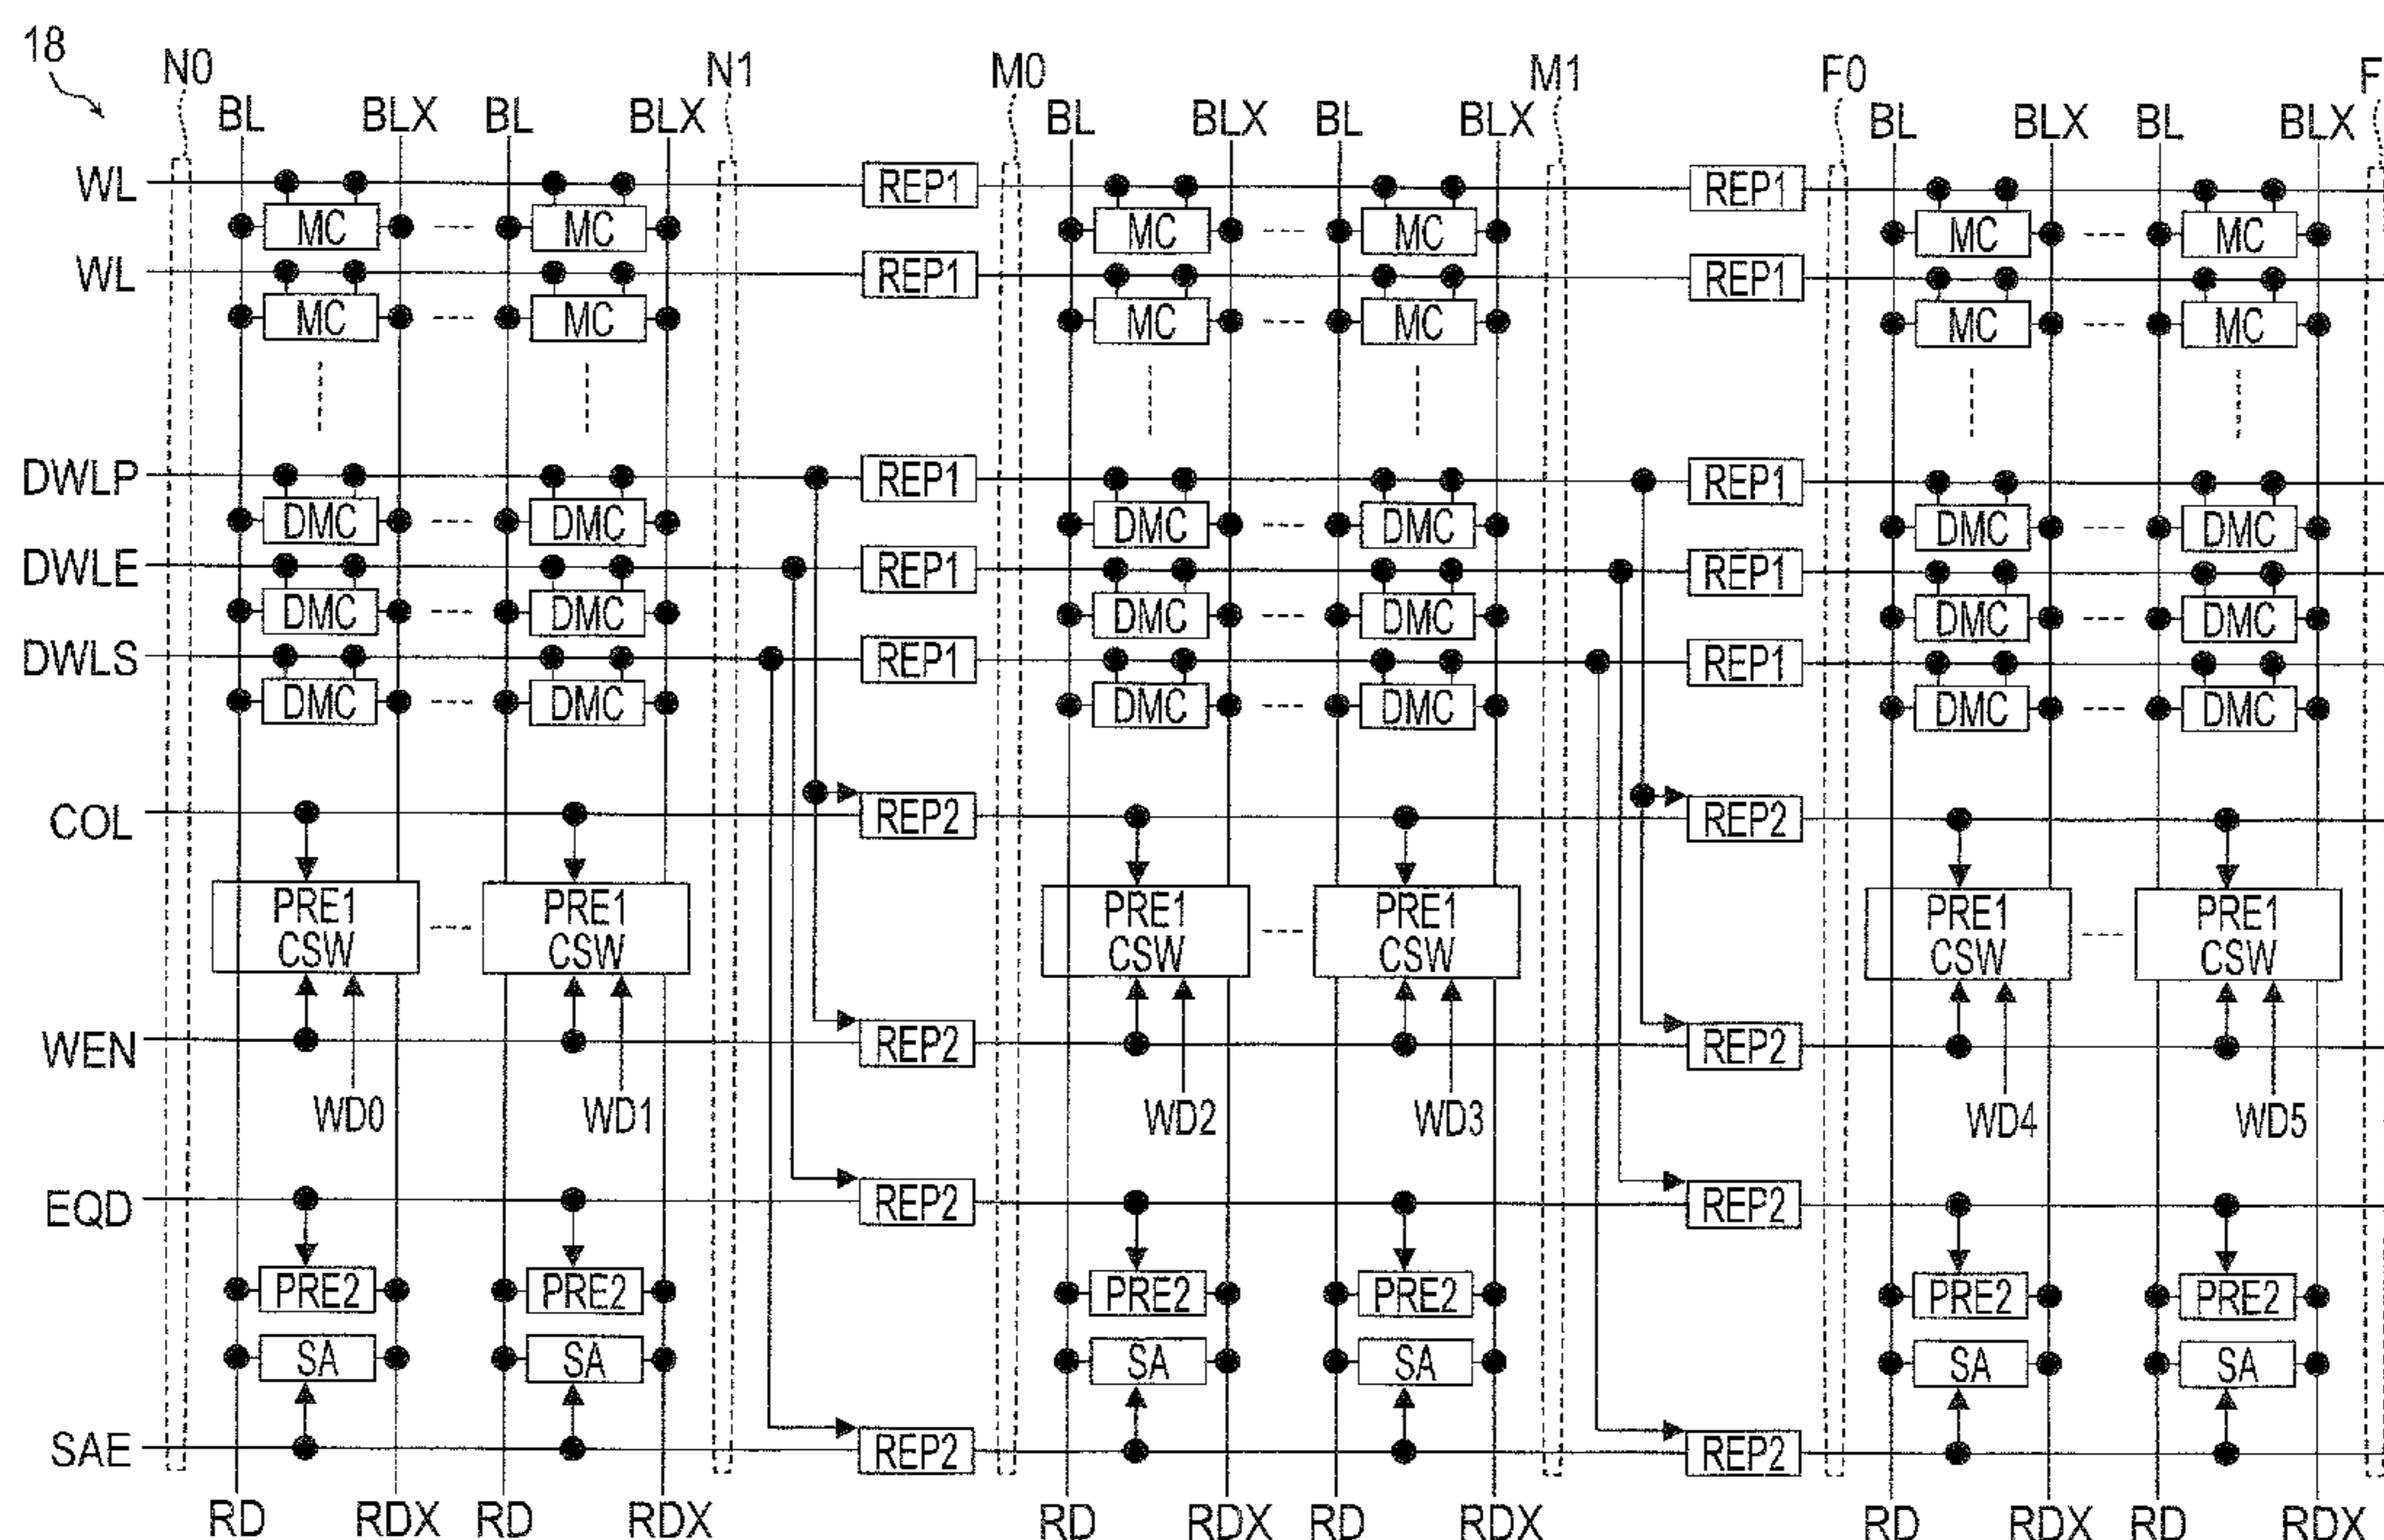 18 N0 N1 M0 M1 F0 F
BL BLX BL BLX BL BLX BL BLX BL BLX BL BLX
WL REP1 REP1
MC MC MC MC MC MC
WL REP1 REP1
MC MC MC MC MC MC
DWLP REP1 REP1
DMC DMC DMC DMC DMC DMC
DWLE REP1 REP1
DMC DMC DMC DMC DMC DMC
DWLS REP1 REP1
DMC DMC DMC DMC DMC DMC
COL REP2 REP2
PRE1 PRE1 PRE1 PRE1 PRE1 PRE1
CSW CSW CSW CSW CSW CSW
WEN REP2 REP2
WD0 WD1 WD2 WD3 WD4 WD5
EQD REP2 REP2
PRE2 PRE2 PRE2 PRE2 PRE2 PRE2
SA SA SA SA SA SA
SAE REP2 REP2
RD RDX RD RDX RD RDX RD RDX RD RDX RD RDX